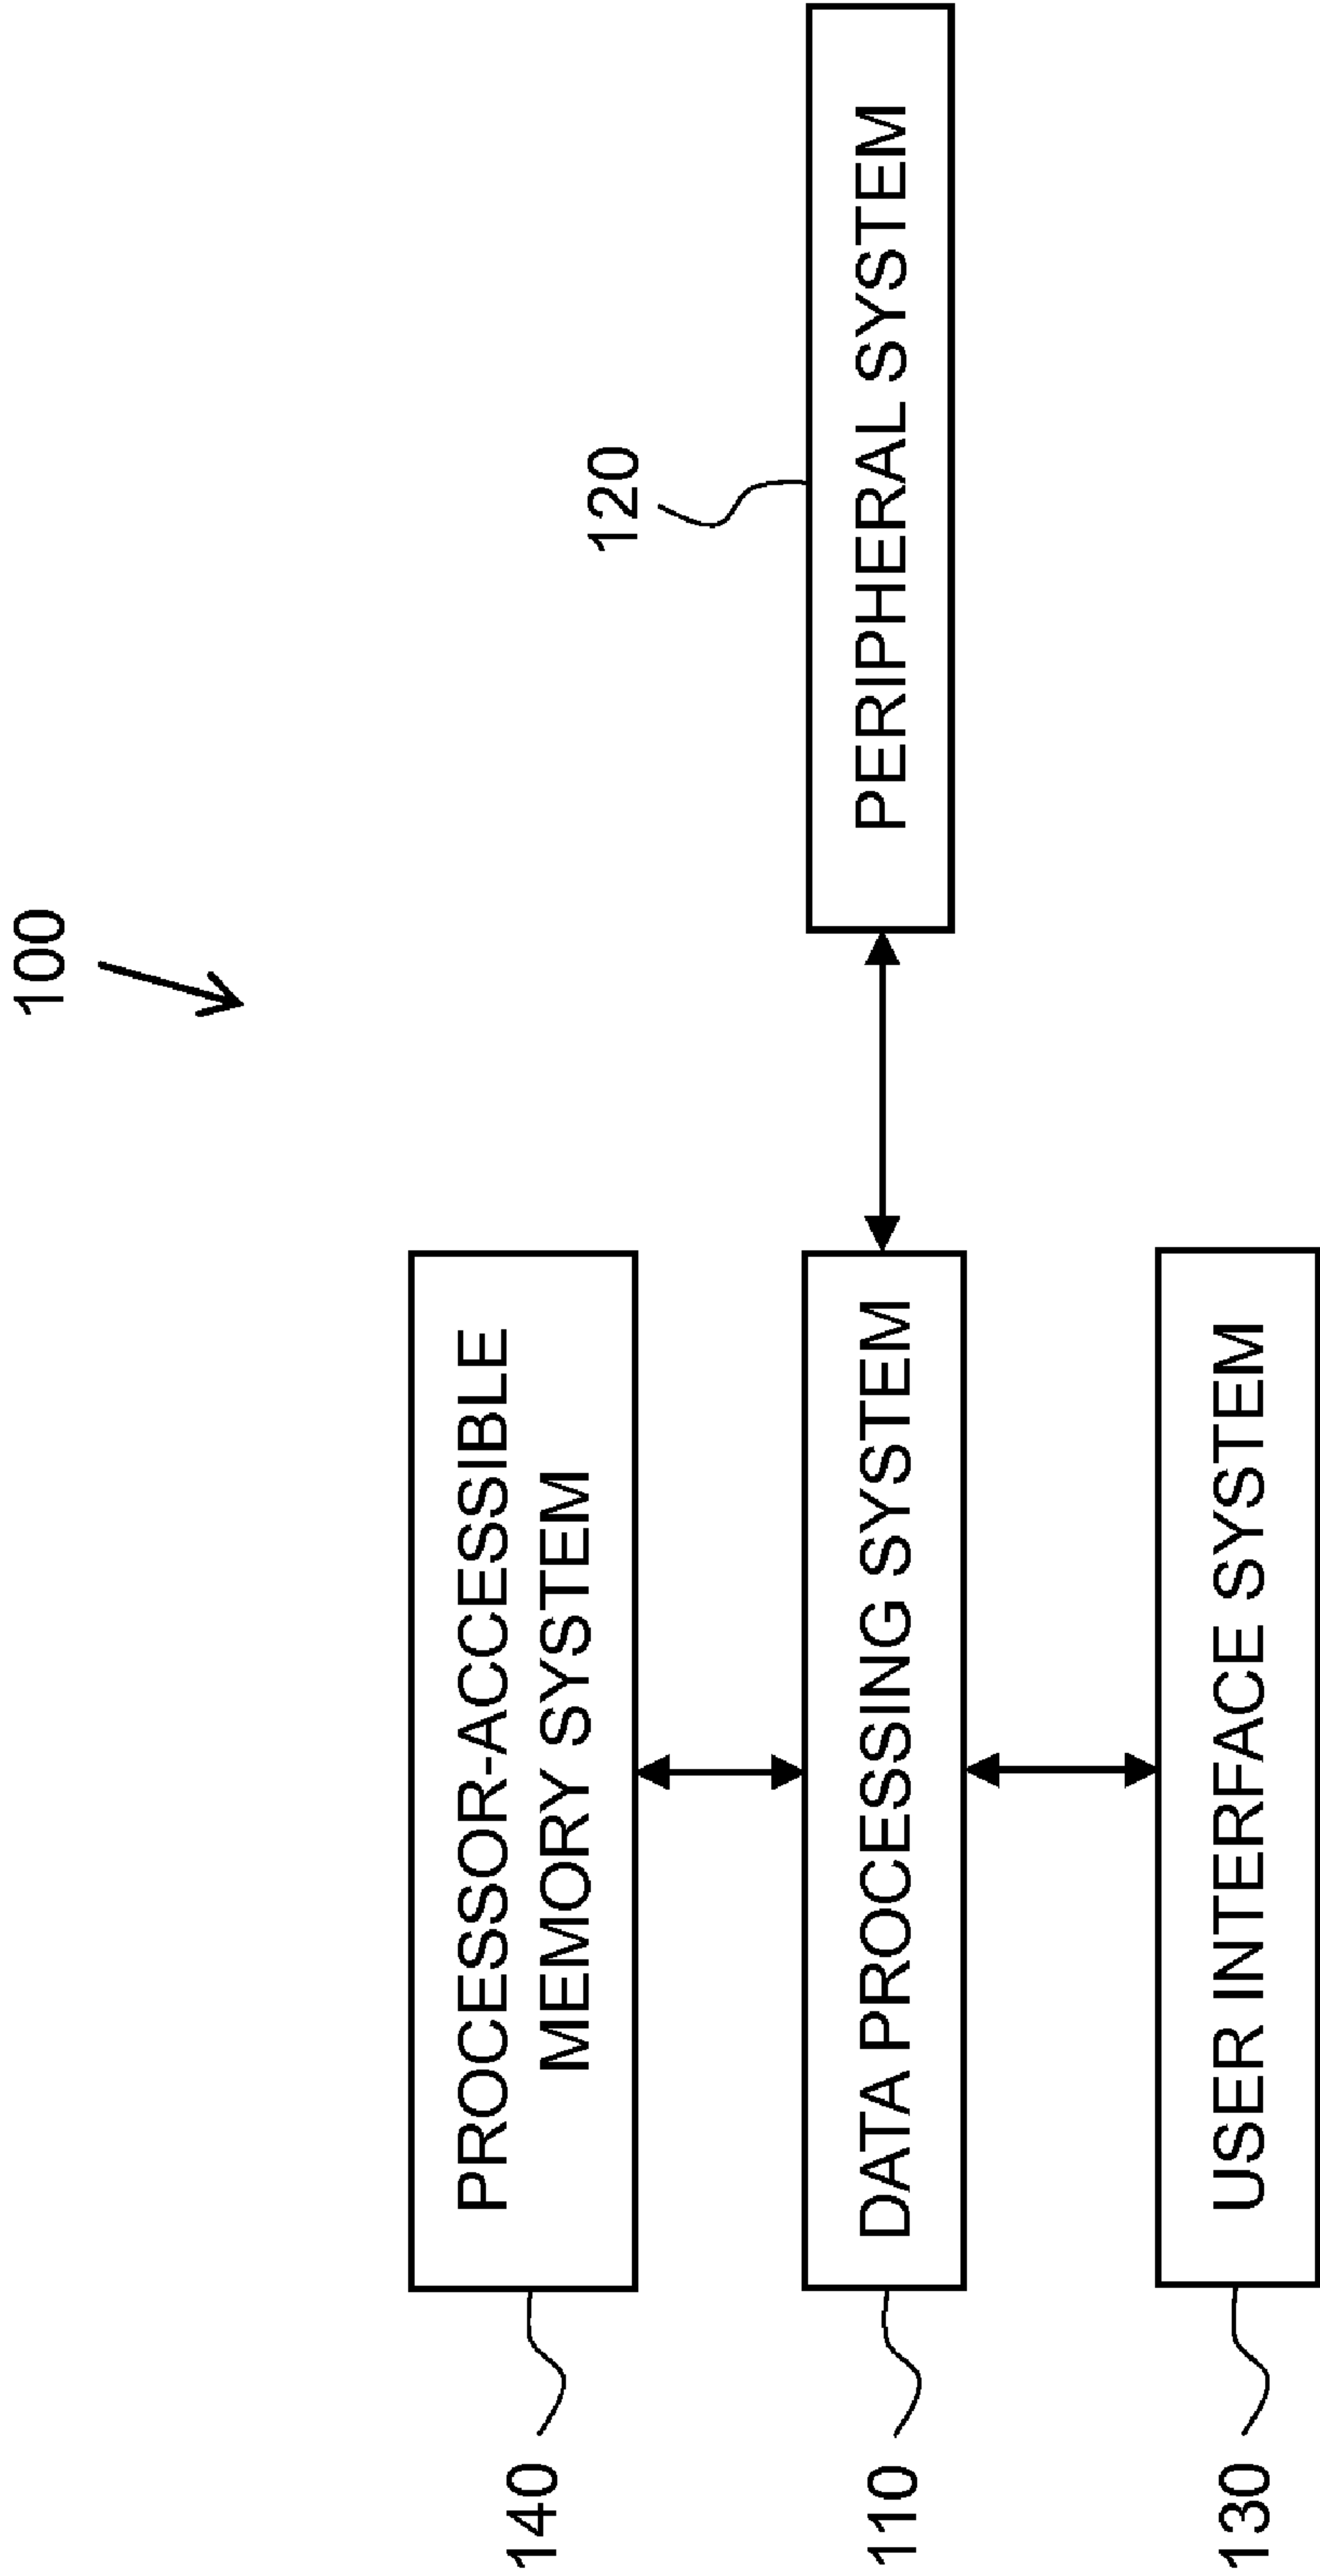 100
140
PROCESSOR-ACCESSIBLE
MEMORY SYSTEM
120
110
DATA PROCESSING SYSTEM
PERIPHERAL SYSTEM
130
USER INTERFACE SYSTEM